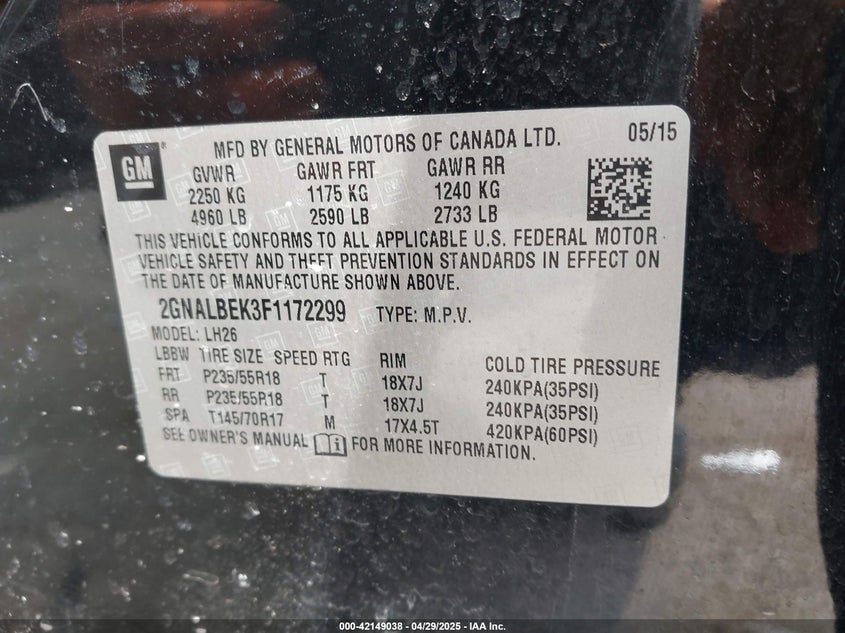 GM
MFD BY GENERAL MOTORS OF CANADA LTD. 05/15
GVWR GAWR FRT GAWR RR
2250 KG 1175 KG 1240 KG
4960 LB 2590 LB 2733 LB
THIS VEHICLE CONFORMS TO ALL APPLICABLE U.S. FEDERAL MOTOR
VEHICLE SAFETY AND THEFT PREVENTION STANDARDS IN EFFECT ON
THE DATE OF MANUFACTURE SHOWN ABOVE.
2GNALBEK3F1172299 TYPE: M.P.V.
MODEL: LH26
LBBW TIRE SIZE SPEED RTG RIM COLD TIRE PRESSURE
FRT P235/55R18 T 18X7J 240KPA(35PSI)
RR P235/55R18 T 18X7J 240KPA(35PSI)
SPA T145/70R17 M 17X4.5T 420KPA(60PSI)
SEE OWNER'S MANUAL i FOR MORE INFORMATION.
000-42149038 - 04/29/2025 - IAA Inc.